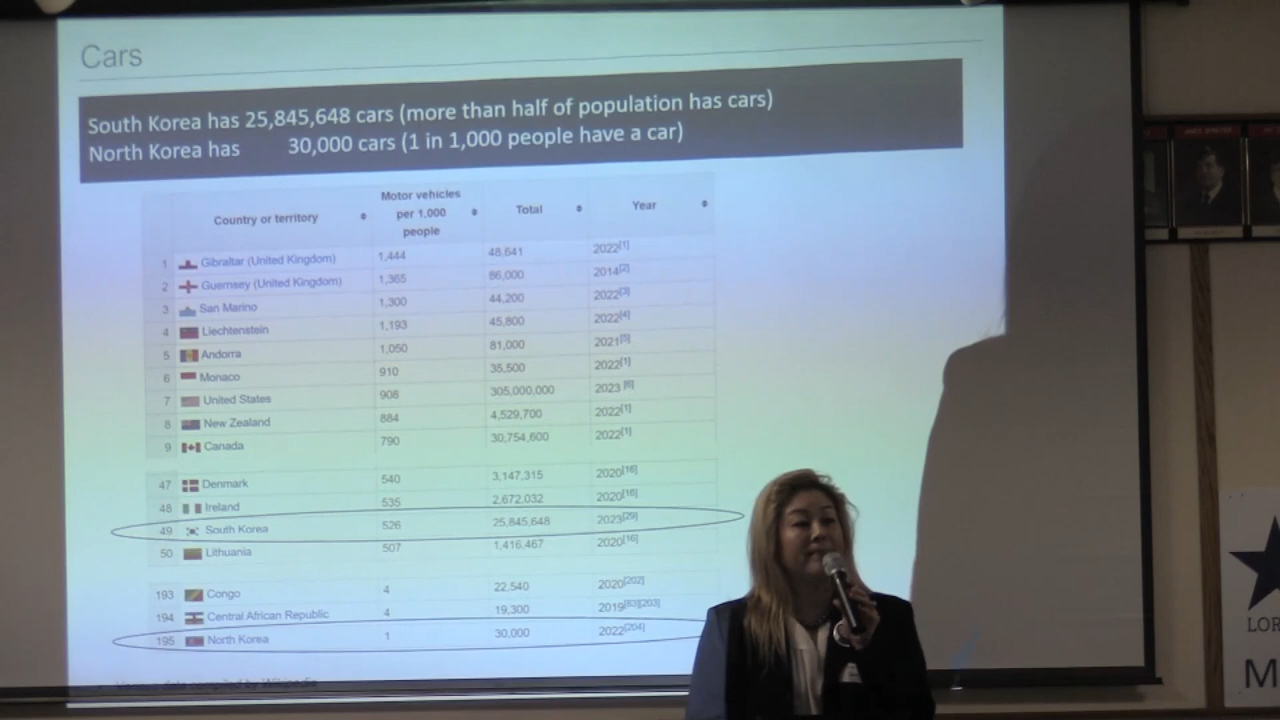 Cars
South Korea has 25,845,648 cars (more than half of population has cars)
North Korea has 30,000 cars (1 in 1,000 people have a car)
Country or territory Motor vehicles per 1,000 people Total Year
1 Gibraltar (United Kingdom) 1,444 48,641 2022[1]
2 Guernsey (United Kingdom) 1,365 86,000 2014[2]
3 San Marino 1,300 44,200 2022[3]
4 Liechtenstein 1,193 45,800 2022[4]
5 Andorra 1,050 81,000 2021[5]
6 Monaco 910 35,500 2022[1]
7 United States 908 305,000,000 2023 [6]
8 New Zealand 884 4,529,700 2022[1]
9 Canada 790 30,754,600 2022[1]
47 Denmark 540 3,147,315 2020[16]
48 Ireland 535 2,672,032 2020[16]
49 South Korea 526 25,845,648 2023[29]
50 Lithuania 507 1,416,467 2020[16]
193 Congo 4 22,540 2020[202]
194 Central African Republic 4 19,300 2019[83][203]
195 North Korea 1 30,000 2022[204]
compiled by Wikipedia
LOR
M